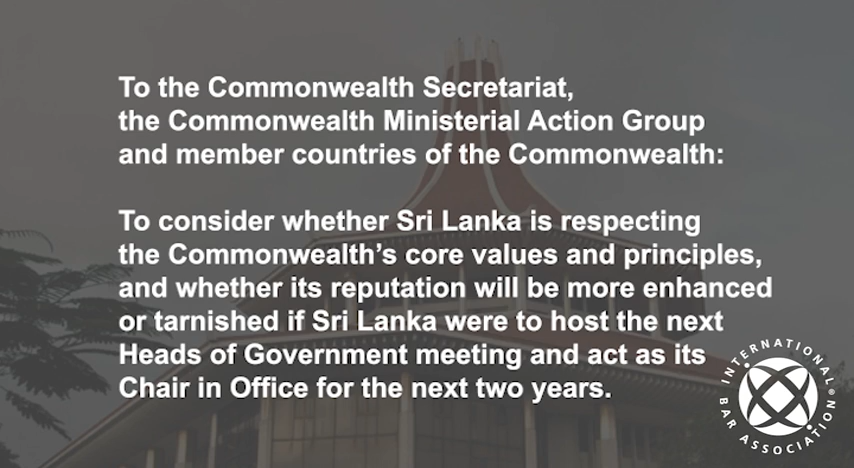 To the Commonwealth Secretariat,
the Commonwealth Ministerial Action Group
and member countries of the Commonwealth:
To consider whether Sri Lanka is respecting
the Commonwealth’s core values and principles,
and whether its reputation will be more enhanced
or tarnished if Sri Lanka were to host the next
Heads of Government meeting and act as its
Chair in Office for the next two years.
INTERNATIONAL®
BAR ASSOCIATION